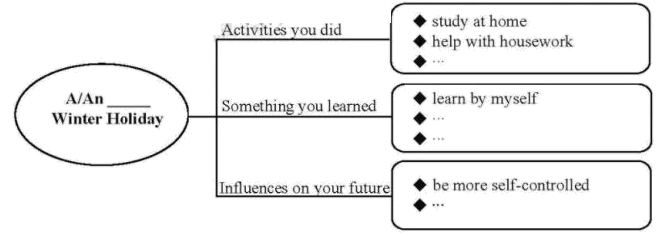 A/An _____
Winter Holiday
Activities you did
◆ study at home
◆ help with housework
◆ ...
Something you learned
◆ learn by myself
◆ ...
◆ ...
Influences on your future
◆ be more self-controlled
◆ ...